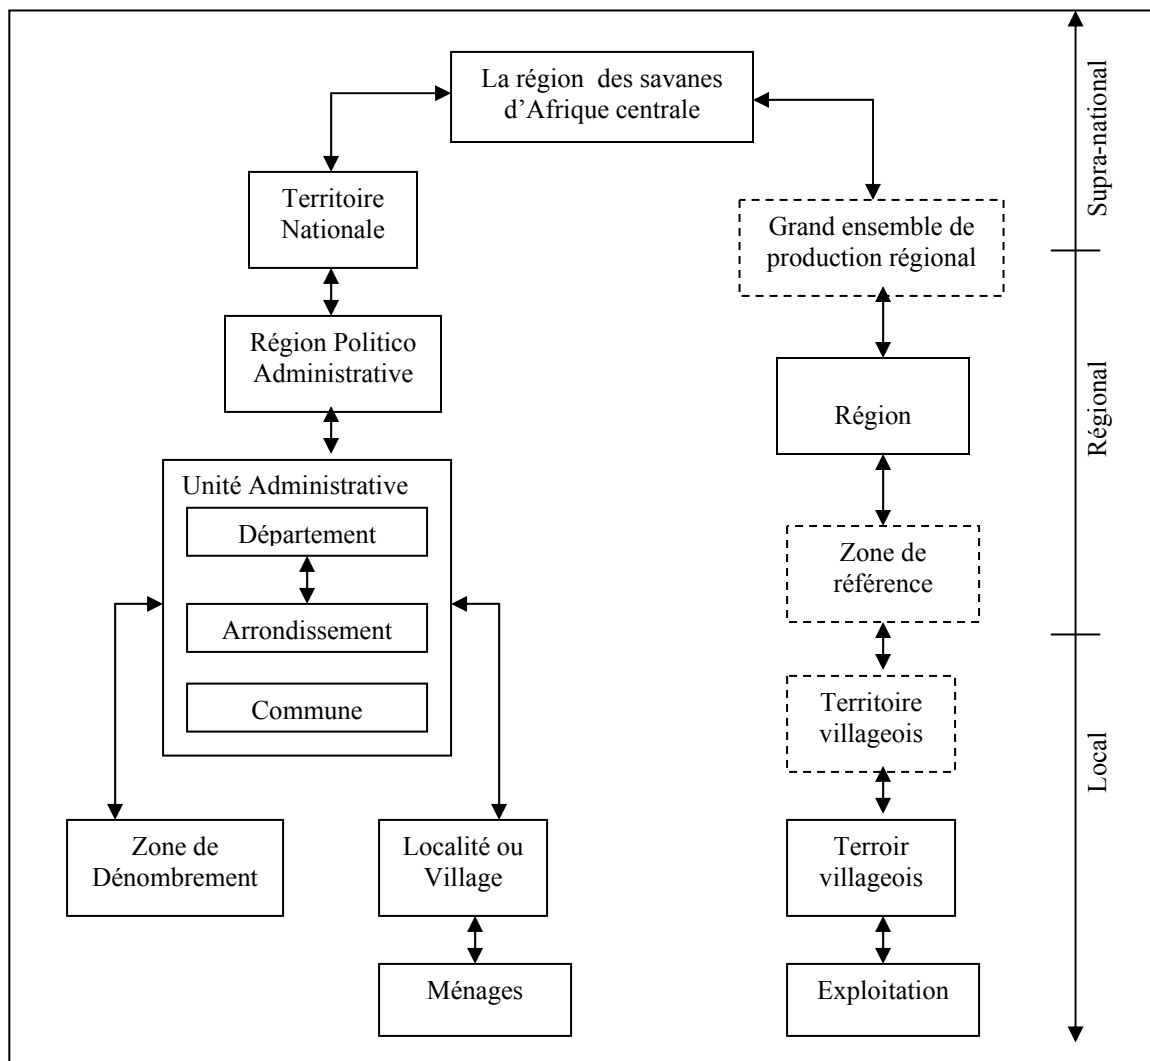 La région des savanes
d'Afrique centrale
Territoire
Nationale
Grand ensemble de
production régional
Région Politico
Administrative
Région
Unité Administrative
Département
Arrondissement
Commune
Zone de
référence
Territoire
villageois
Zone de
Dénombrement
Localité ou
Village
Terroir
villageois
Ménages
Exploitation
Supra-national
Régional
Local